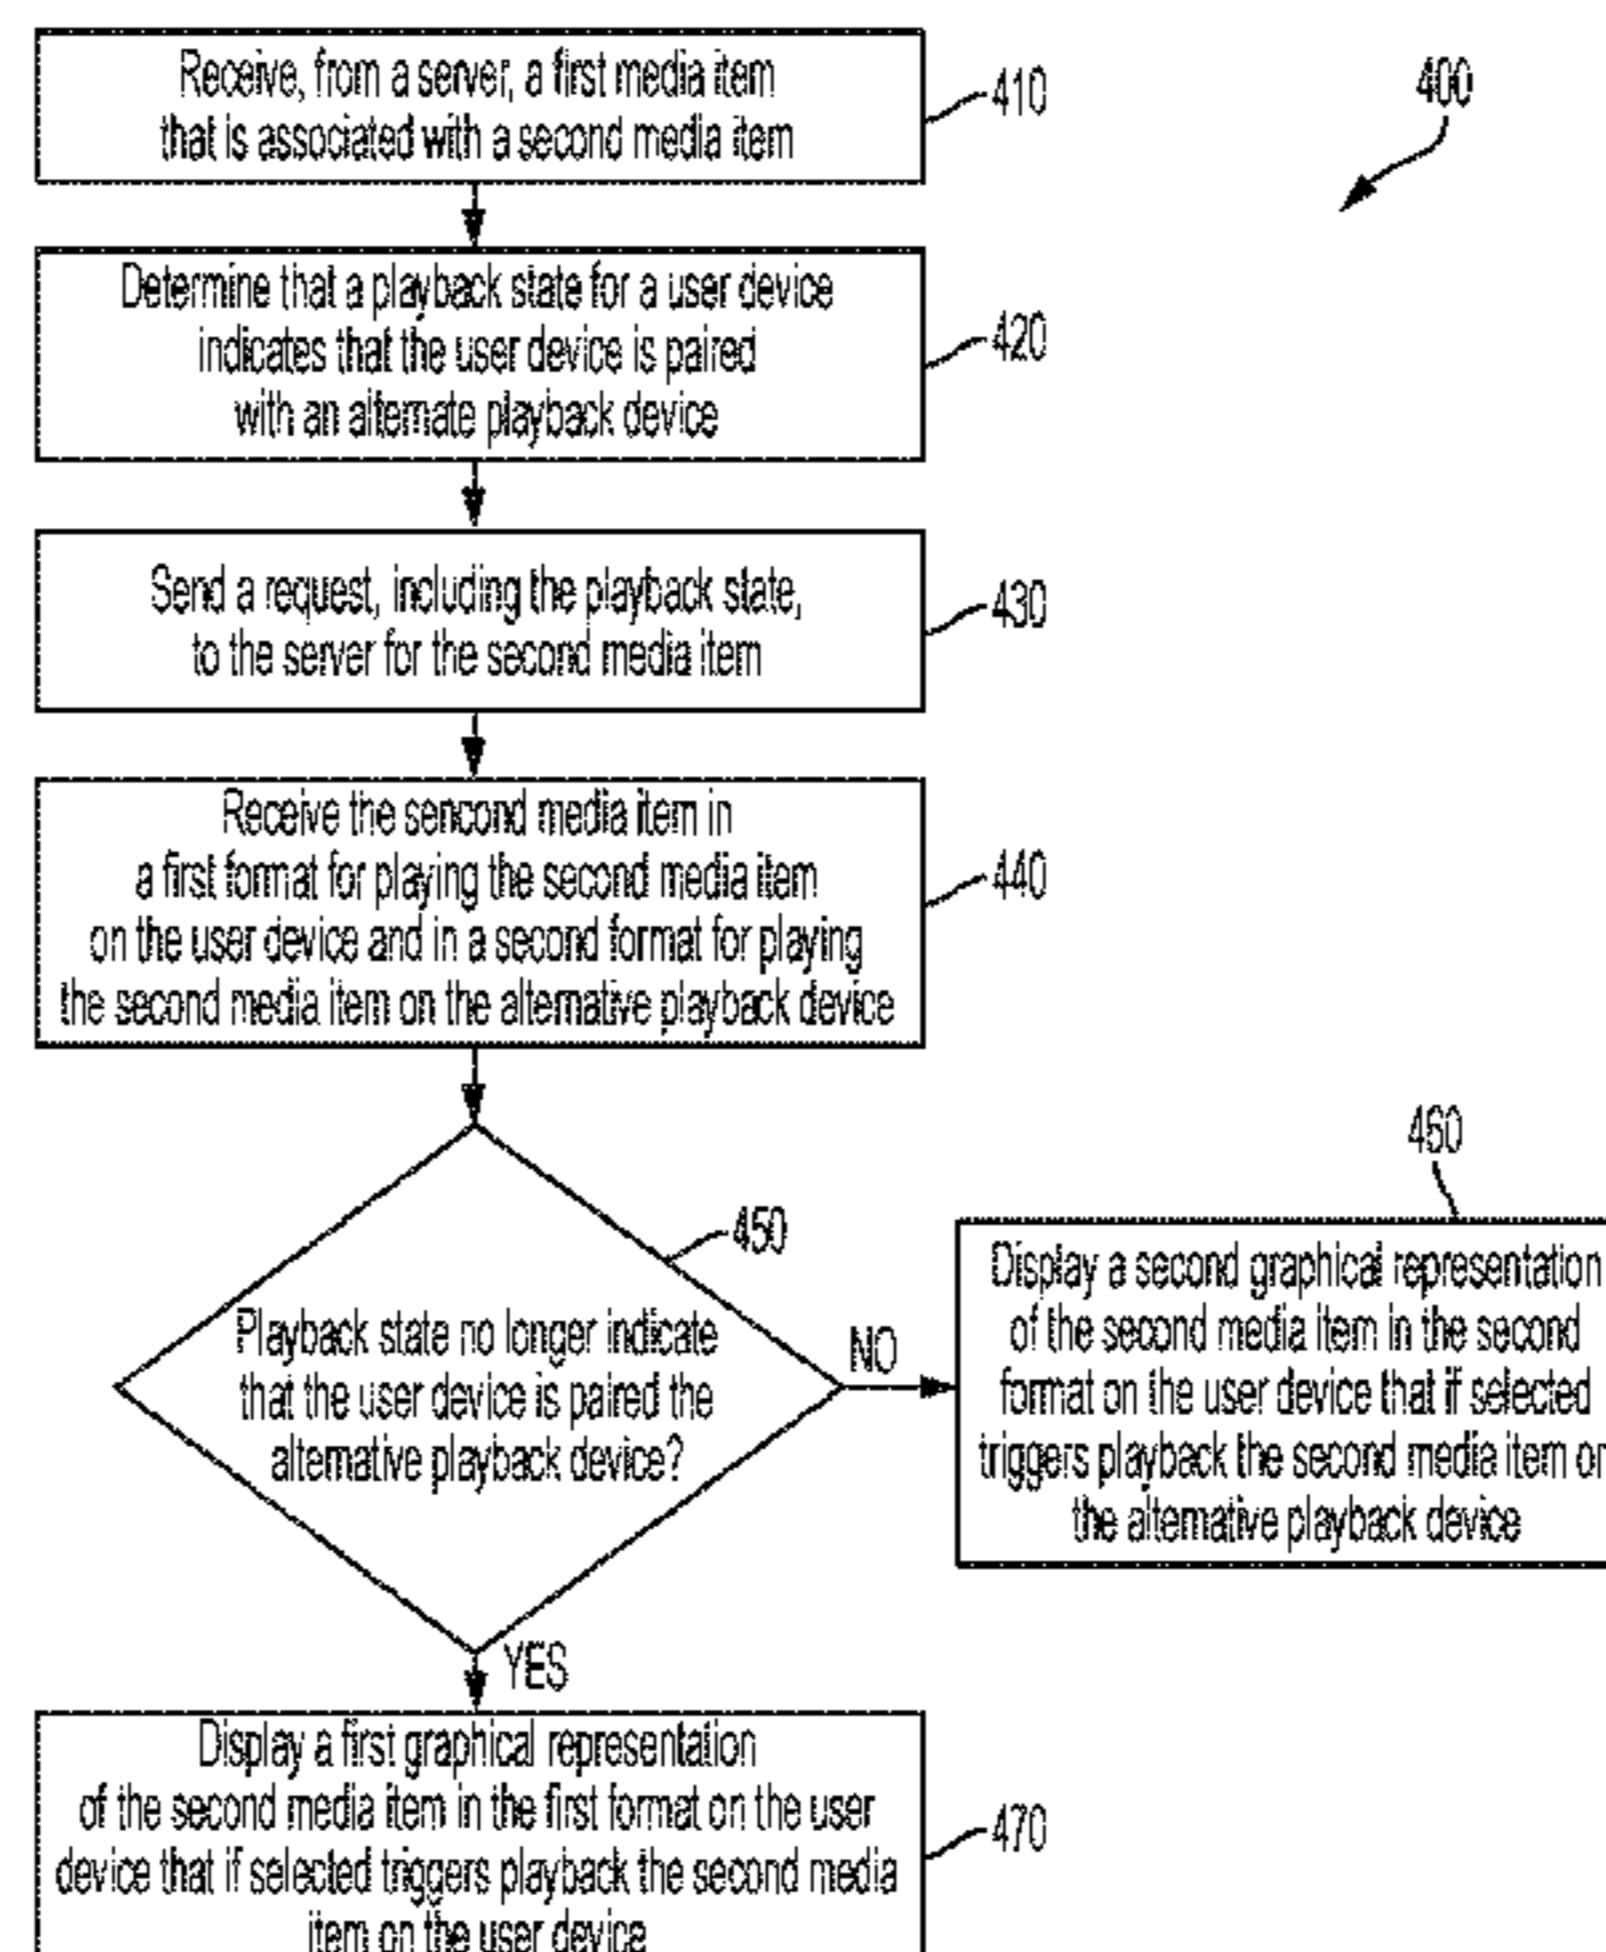 Receive, from a server, a first media item
that is associated with a second media item
410
400
Determine that a playback state for a user device
indicates that the user device is paired
with an alternate playback device
420
Send a request, including the playback state,
to the server for the second media item
430
Receive the sencond media item in
a first format for playing the second media item
on the user device and in a second format for playing
the second media item on the alternative playback device
440
450
Playback state no longer indicate
that the user device is paired the
alternative playback device?
NO
460
Display a second graphical representation
of the second media item in the second
format on the user device that if selected
triggers playback the second media item on
the alternative playback device
YES
Display a first graphical representation
of the second media item in the first format on the user
device that if selected triggers playback the second media
item on the user device
470